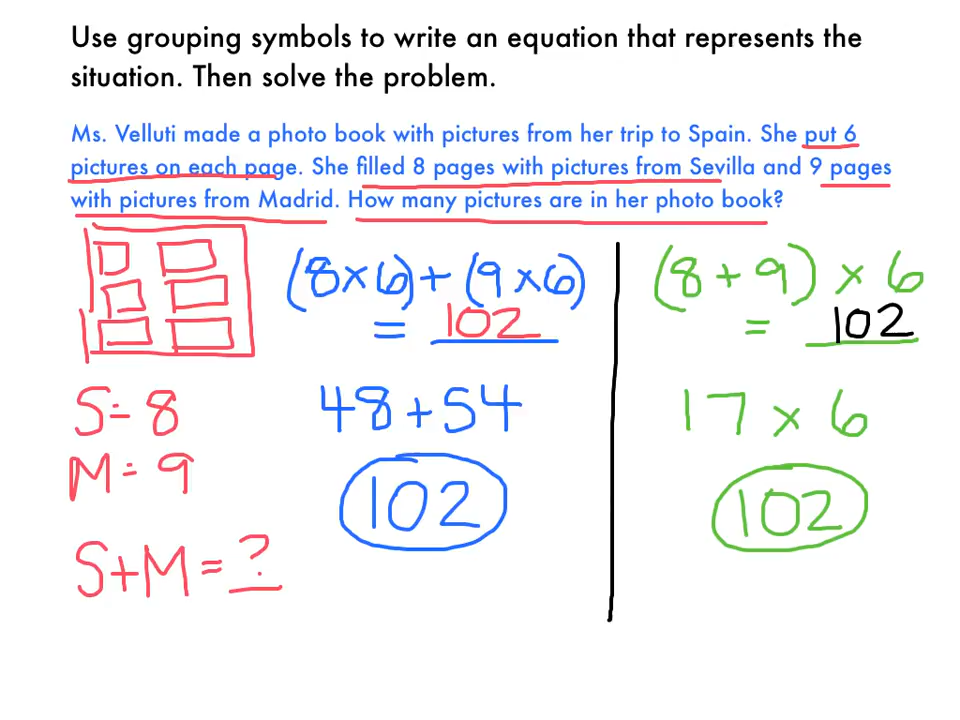 Use grouping symbols to write an equation that represents the
situation. Then solve the problem.
Ms. Velluti made a photo book with pictures from her trip to Spain. She put 6
pictures on each page. She filled 8 pages with pictures from Sevilla and 9 pages
with pictures from Madrid. How many pictures are in her photo book?
(8×6)+(9×6)
= 102
48+54
102
(8+9)×6
= 102
17×6
102
S=8
M=9
S+M=?